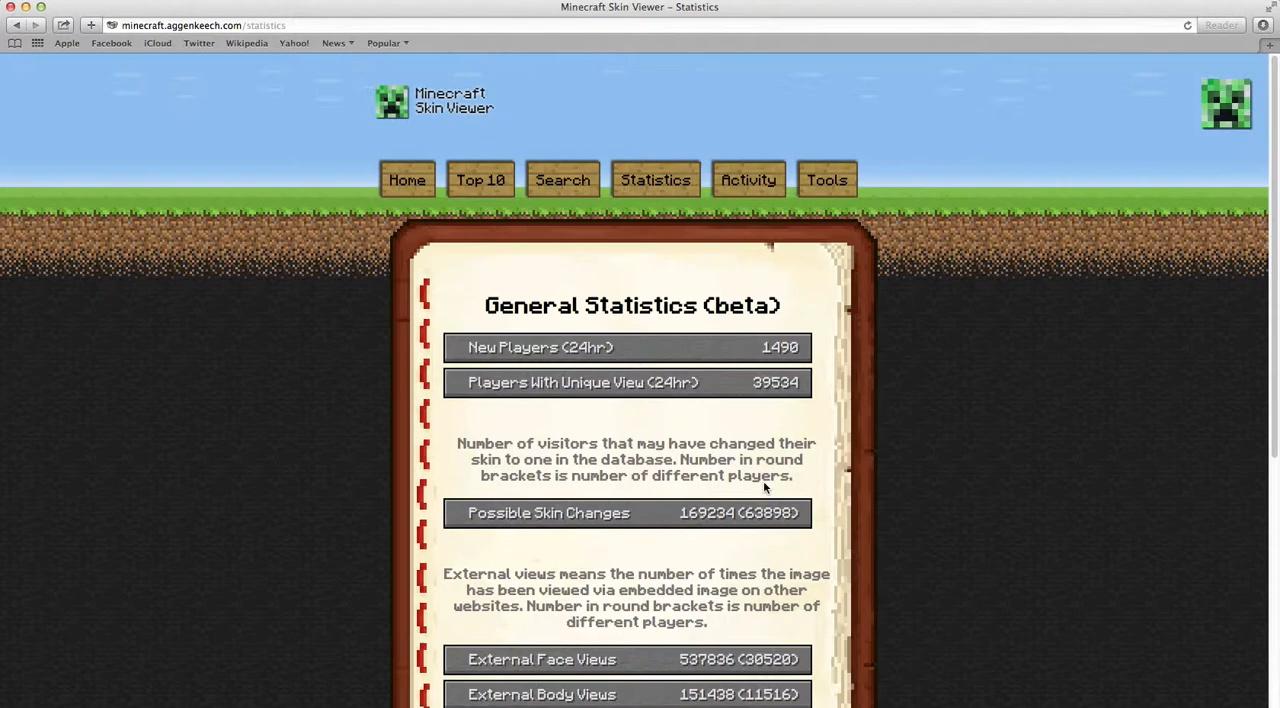 Minecraft Skin Viewer – Statistics
minecraft.aggenkeech.com/statistics
Reader
Apple Facebook iCloud Twitter Wikipedia Yahoo! News Popular
Minecraft
Skin Viewer
Home Top 10 Search Statistics Activity Tools
General Statistics (beta)
New Players (24hr) 1490
Players With Unique View (24hr) 39534
Number of visitors that may have changed their
skin to one in the database. Number in round
brackets is number of different players.
Possible Skin Changes 169234 (63898)
External views means the number of times the image
has been viewed via embedded image on other
websites. Number in round brackets is number of
different players.
External Face Views 537836 (30520)
External Body Views 151438 (11516)